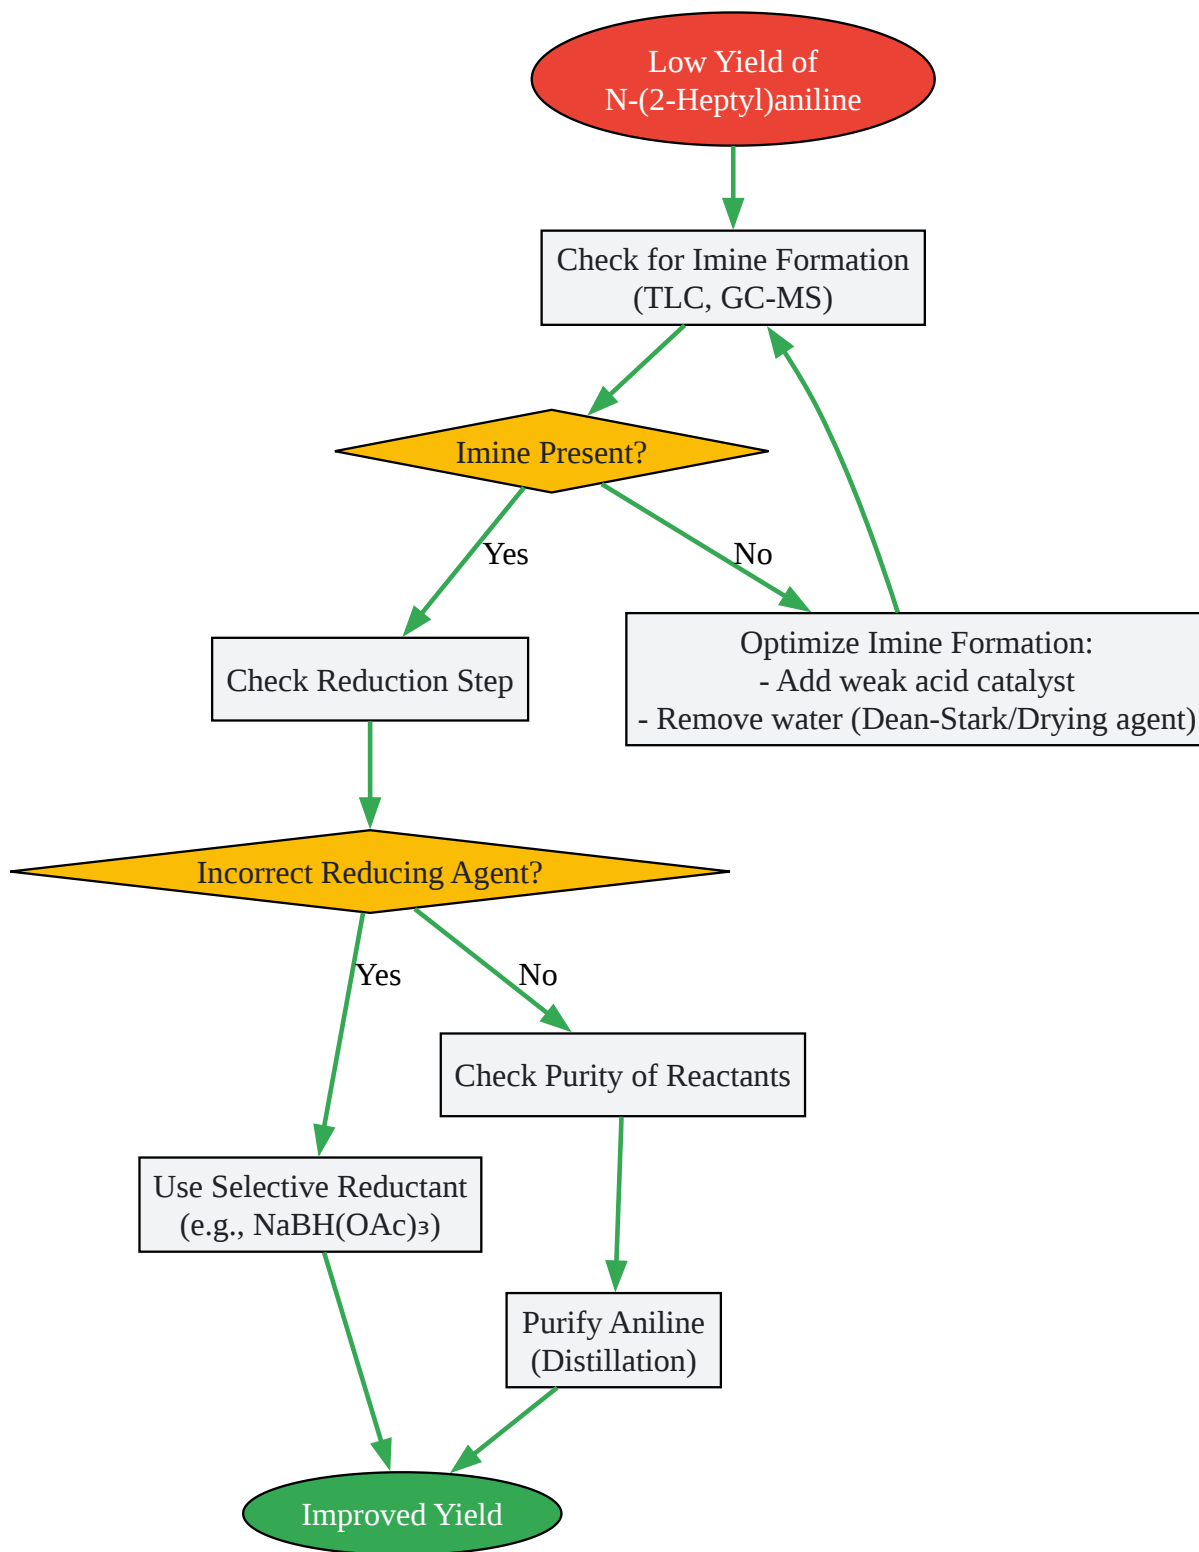 Low Yield of
N-(2-Heptyl)aniline
Check for Imine Formation
(TLC, GC-MS)
Imine Present?
Yes
No
Check Reduction Step
Optimize Imine Formation:
- Add weak acid catalyst
- Remove water (Dean-Stark/Drying agent)
Incorrect Reducing Agent?
Yes
No
Check Purity of Reactants
Use Selective Reductant
(e.g., NaBH(OAc)₃)
Purify Aniline
(Distillation)
Improved Yield